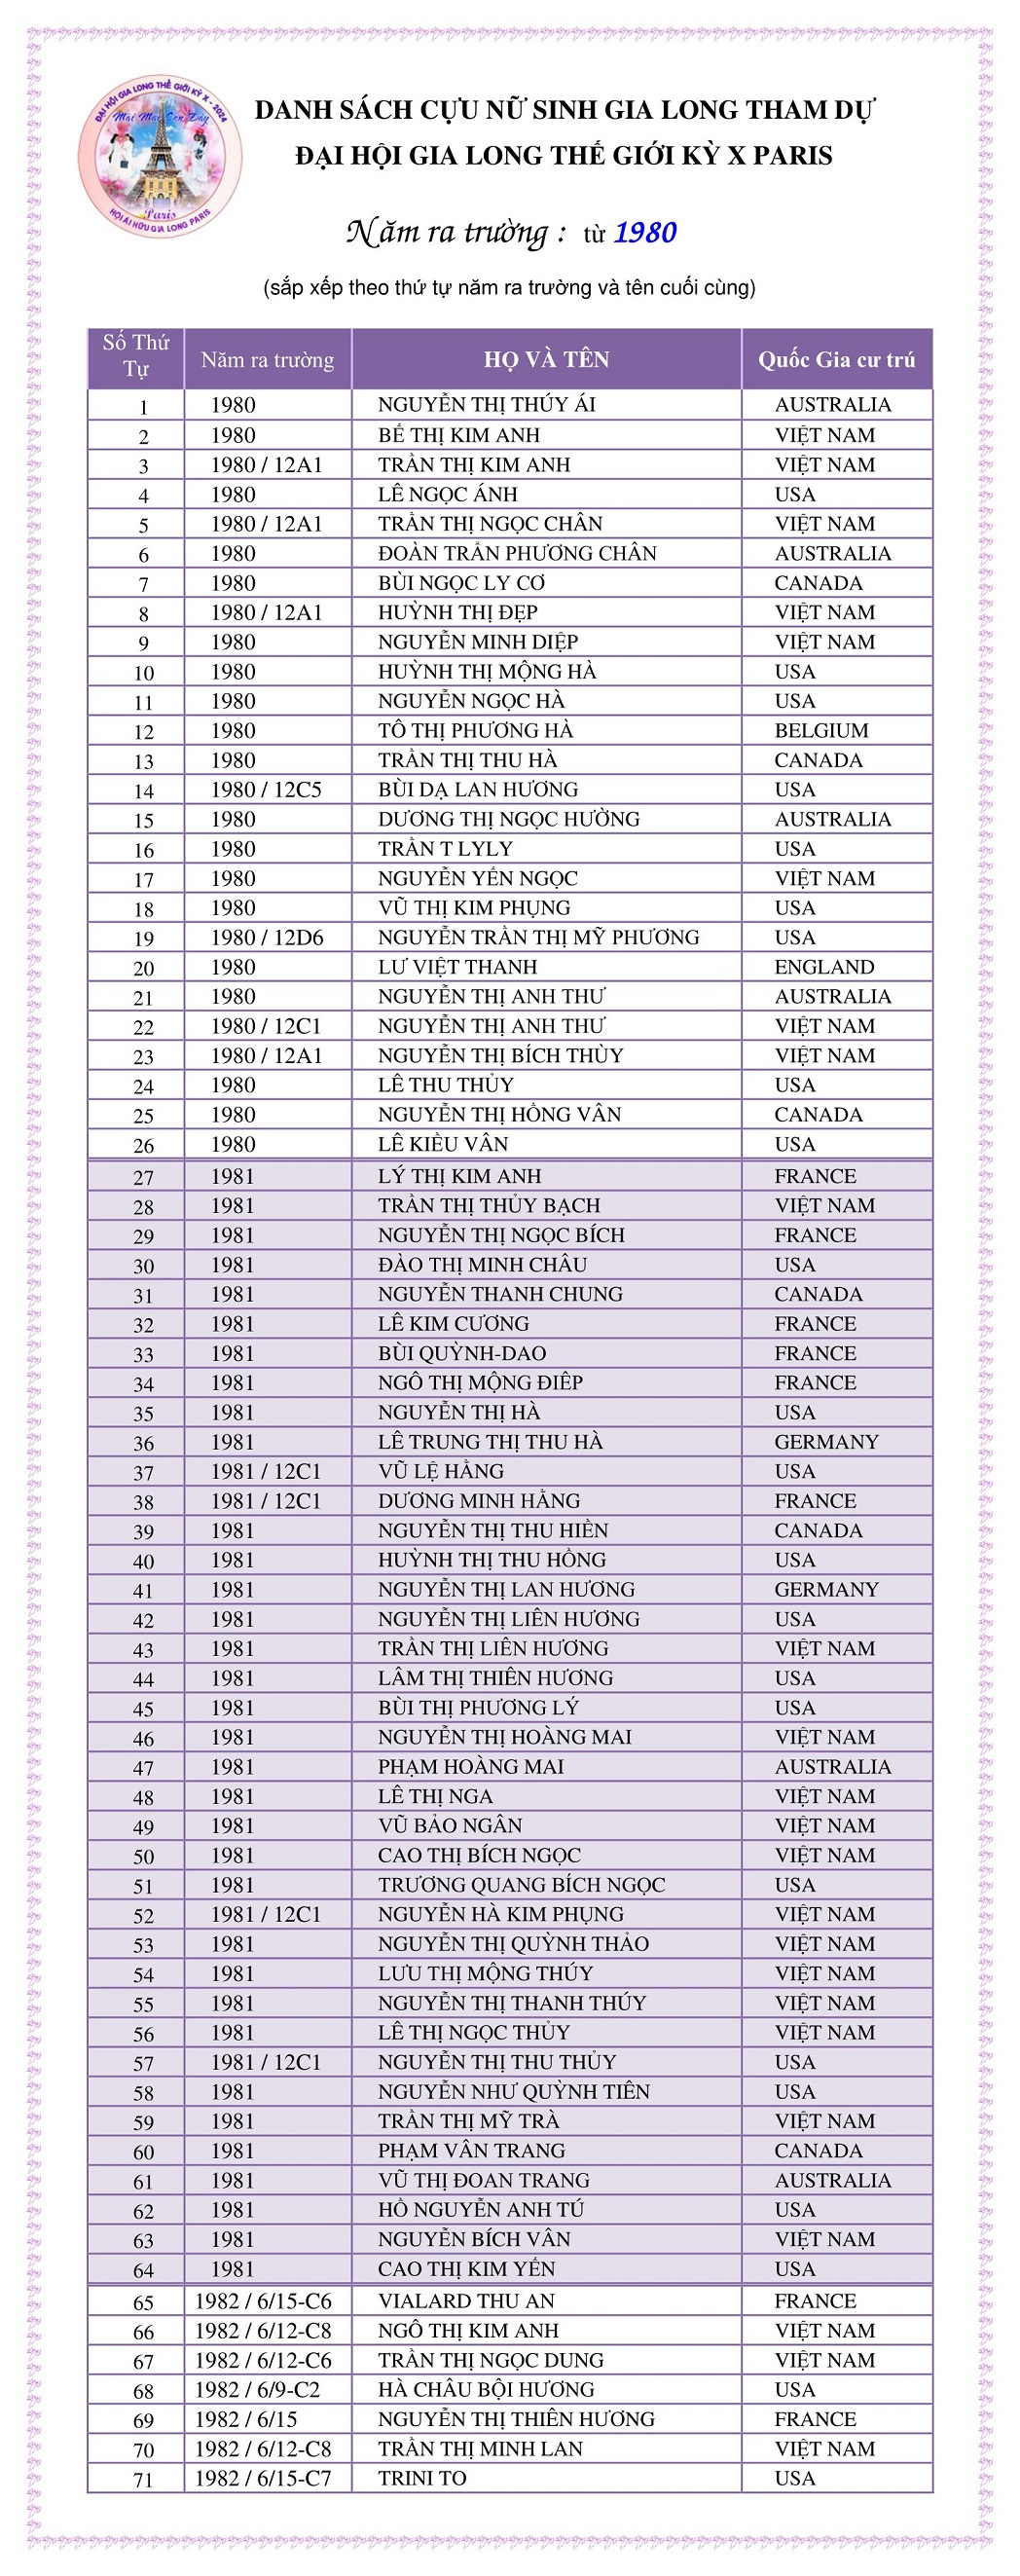 ĐẠI HỘI GIA LONG THẾ GIỚI KỲ X - 2024
Mai Mai Còn Đây
Paris
HỘI ÁI HỮU GIA LONG PARIS
DANH SÁCH CỰU NỮ SINH GIA LONG THAM DỰ
ĐẠI HỘI GIA LONG THẾ GIỚI KỲ X PARIS
Năm ra trường : từ 1980
(sắp xếp theo thứ tự năm ra trường và tên cuối cùng)
Số Thứ Tự Năm ra trường HỌ VÀ TÊN Quốc Gia cư trú
1 1980 NGUYỄN THỊ THÚY ÁI AUSTRALIA
2 1980 BẾ THỊ KIM ANH VIỆT NAM
3 1980 / 12A1 TRẦN THỊ KIM ANH VIỆT NAM
4 1980 LÊ NGỌC ÁNH USA
5 1980 / 12A1 TRẦN THỊ NGỌC CHÂN VIỆT NAM
6 1980 ĐOÀN TRẦN PHƯƠNG CHÂN AUSTRALIA
7 1980 BÙI NGỌC LY CƠ CANADA
8 1980 / 12A1 HUỲNH THỊ ĐẸP VIỆT NAM
9 1980 NGUYỄN MINH DIỆP VIỆT NAM
10 1980 HUỲNH THỊ MỘNG HÀ USA
11 1980 NGUYỄN NGỌC HÀ USA
12 1980 TÔ THỊ PHƯƠNG HÀ BELGIUM
13 1980 TRẦN THỊ THU HÀ CANADA
14 1980 / 12C5 BÙI DẠ LAN HƯƠNG USA
15 1980 DƯƠNG THỊ NGỌC HƯỜNG AUSTRALIA
16 1980 TRẦN T LYLY USA
17 1980 NGUYỄN YẾN NGỌC VIỆT NAM
18 1980 VŨ THỊ KIM PHỤNG USA
19 1980 / 12D6 NGUYỄN TRẦN THỊ MỸ PHƯƠNG USA
20 1980 LƯ VIỆT THANH ENGLAND
21 1980 NGUYỄN THỊ ANH THƯ AUSTRALIA
22 1980 / 12C1 NGUYỄN THỊ ANH THƯ VIỆT NAM
23 1980 / 12A1 NGUYỄN THỊ BÍCH THÙY VIỆT NAM
24 1980 LÊ THU THỦY USA
25 1980 NGUYỄN THỊ HỒNG VÂN CANADA
26 1980 LÊ KIỀU VÂN USA
27 1981 LÝ THỊ KIM ANH FRANCE
28 1981 TRẦN THỊ THỦY BẠCH VIỆT NAM
29 1981 NGUYỄN THỊ NGỌC BÍCH FRANCE
30 1981 ĐÀO THỊ MINH CHÂU USA
31 1981 NGUYỄN THANH CHUNG CANADA
32 1981 LÊ KIM CƯƠNG FRANCE
33 1981 BÙI QUỲNH-DAO FRANCE
34 1981 NGÔ THỊ MỘNG ĐIÊP FRANCE
35 1981 NGUYỄN THỊ HÀ USA
36 1981 LÊ TRUNG THỊ THU HÀ GERMANY
37 1981 / 12C1 VŨ LỆ HẰNG USA
38 1981 / 12C1 DƯƠNG MINH HẰNG FRANCE
39 1981 NGUYỄN THỊ THU HIỀN CANADA
40 1981 HUỲNH THỊ THU HỒNG USA
41 1981 NGUYỄN THỊ LAN HƯƠNG GERMANY
42 1981 NGUYỄN THỊ LIÊN HƯƠNG USA
43 1981 TRẦN THỊ LIÊN HƯƠNG VIỆT NAM
44 1981 LÂM THỊ THIÊN HƯƠNG USA
45 1981 BÙI THỊ PHƯƠNG LÝ USA
46 1981 NGUYỄN THỊ HOÀNG MAI VIỆT NAM
47 1981 PHẠM HOÀNG MAI AUSTRALIA
48 1981 LÊ THỊ NGA VIỆT NAM
49 1981 VŨ BẢO NGÂN VIỆT NAM
50 1981 CAO THỊ BÍCH NGỌC VIỆT NAM
51 1981 TRƯƠNG QUANG BÍCH NGỌC USA
52 1981 / 12C1 NGUYỄN HÀ KIM PHỤNG VIỆT NAM
53 1981 NGUYỄN THỊ QUỲNH THẢO VIỆT NAM
54 1981 LƯU THỊ MỘNG THÚY VIỆT NAM
55 1981 NGUYỄN THỊ THANH THÚY VIỆT NAM
56 1981 LÊ THỊ NGỌC THỦY VIỆT NAM
57 1981 / 12C1 NGUYỄN THỊ THU THỦY USA
58 1981 NGUYỄN NHƯ QUỲNH TIÊN USA
59 1981 TRẦN THỊ MỸ TRÀ VIỆT NAM
60 1981 PHẠM VÂN TRANG CANADA
61 1981 VŨ THỊ ĐOAN TRANG AUSTRALIA
62 1981 HỒ NGUYỄN ANH TÚ USA
63 1981 NGUYỄN BÍCH VÂN VIỆT NAM
64 1981 CAO THỊ KIM YẾN USA
65 1982 / 6/15-C6 VIALARD THU AN FRANCE
66 1982 / 6/12-C8 NGÔ THỊ KIM ANH VIỆT NAM
67 1982 / 6/12-C6 TRẦN THỊ NGỌC DUNG VIỆT NAM
68 1982 / 6/9-C2 HÀ CHÂU BỘI HƯƠNG USA
69 1982 / 6/15 NGUYỄN THỊ THIÊN HƯƠNG FRANCE
70 1982 / 6/12-C8 TRẦN THỊ MINH LAN VIỆT NAM
71 1982 / 6/15-C7 TRINI TO USA